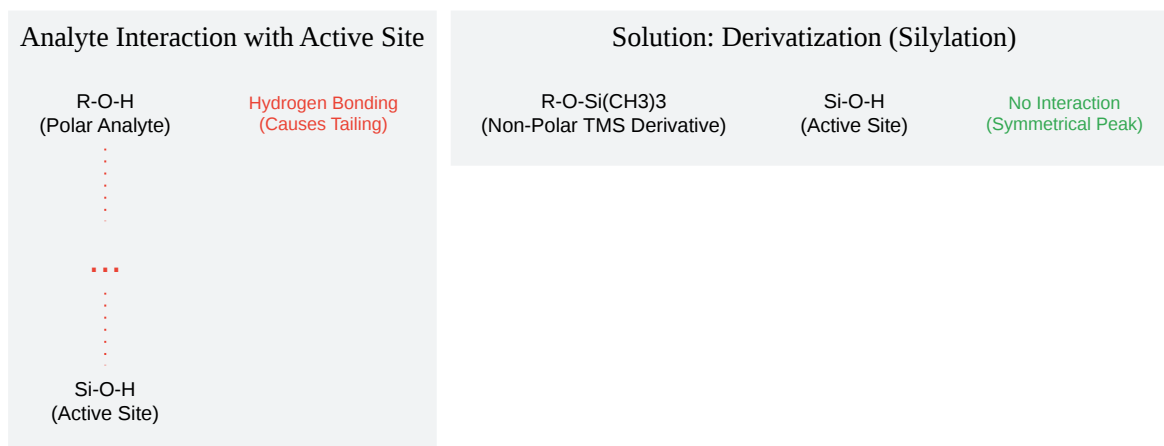 Analyte Interaction with Active Site
R-O-H
(Polar Analyte)
Hydrogen Bonding
(Causes Tailing)
...
Si-O-H
(Active Site)
Solution: Derivatization (Silylation)
R-O-Si(CH3)3
(Non-Polar TMS Derivative)
Si-O-H
(Active Site)
No Interaction
(Symmetrical Peak)